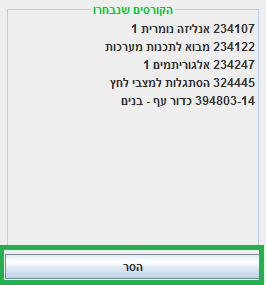 הקורסים שנבחרו
234107 אנליזה נומרית 1
234122 מבוא לתכנות מערכות
234247 אלגוריתמים 1
324445 הסתגלות למצבי לחץ
394803-14 כדור עף - בנים
הסר